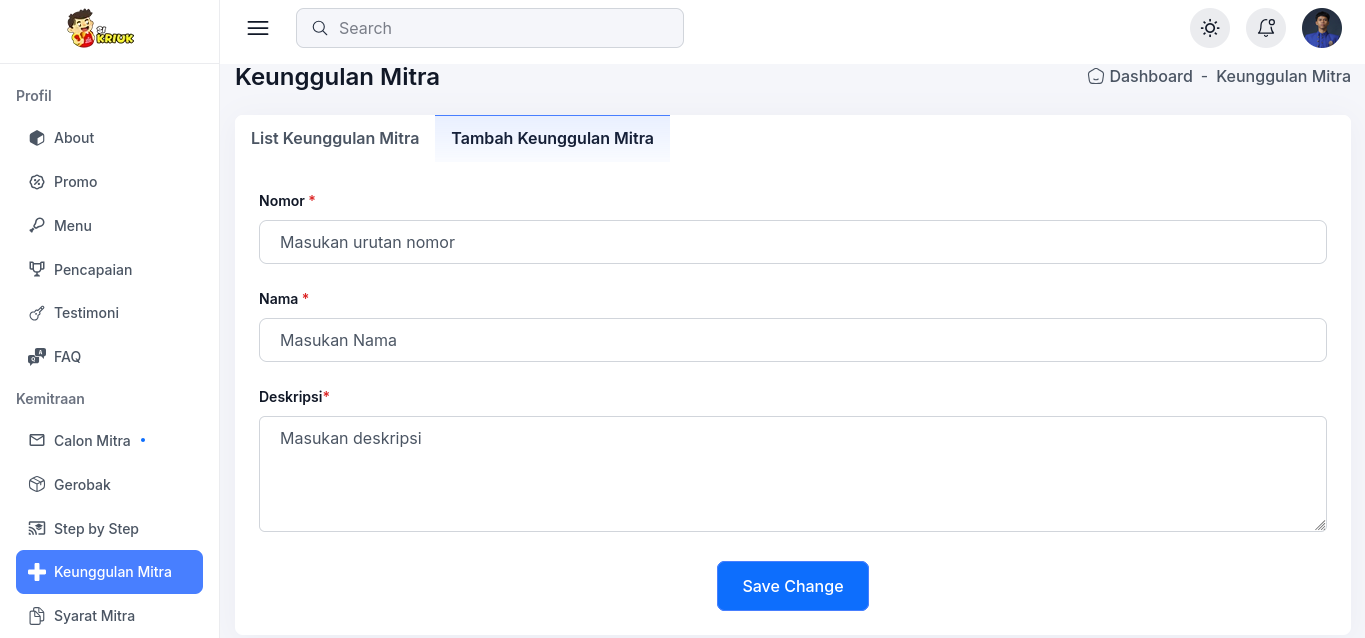 SI
KRIUK
Search
Profil
About
Promo
Menu
Pencapaian
Testimoni
FAQ
Kemitraan
Calon Mitra
Gerobak
Step by Step
Keunggulan Mitra
Syarat Mitra
Keunggulan Mitra
Dashboard - Keunggulan Mitra
List Keunggulan Mitra
Tambah Keunggulan Mitra
Nomor *
Masukan urutan nomor
Nama *
Masukan Nama
Deskripsi*
Masukan deskripsi
Save Change